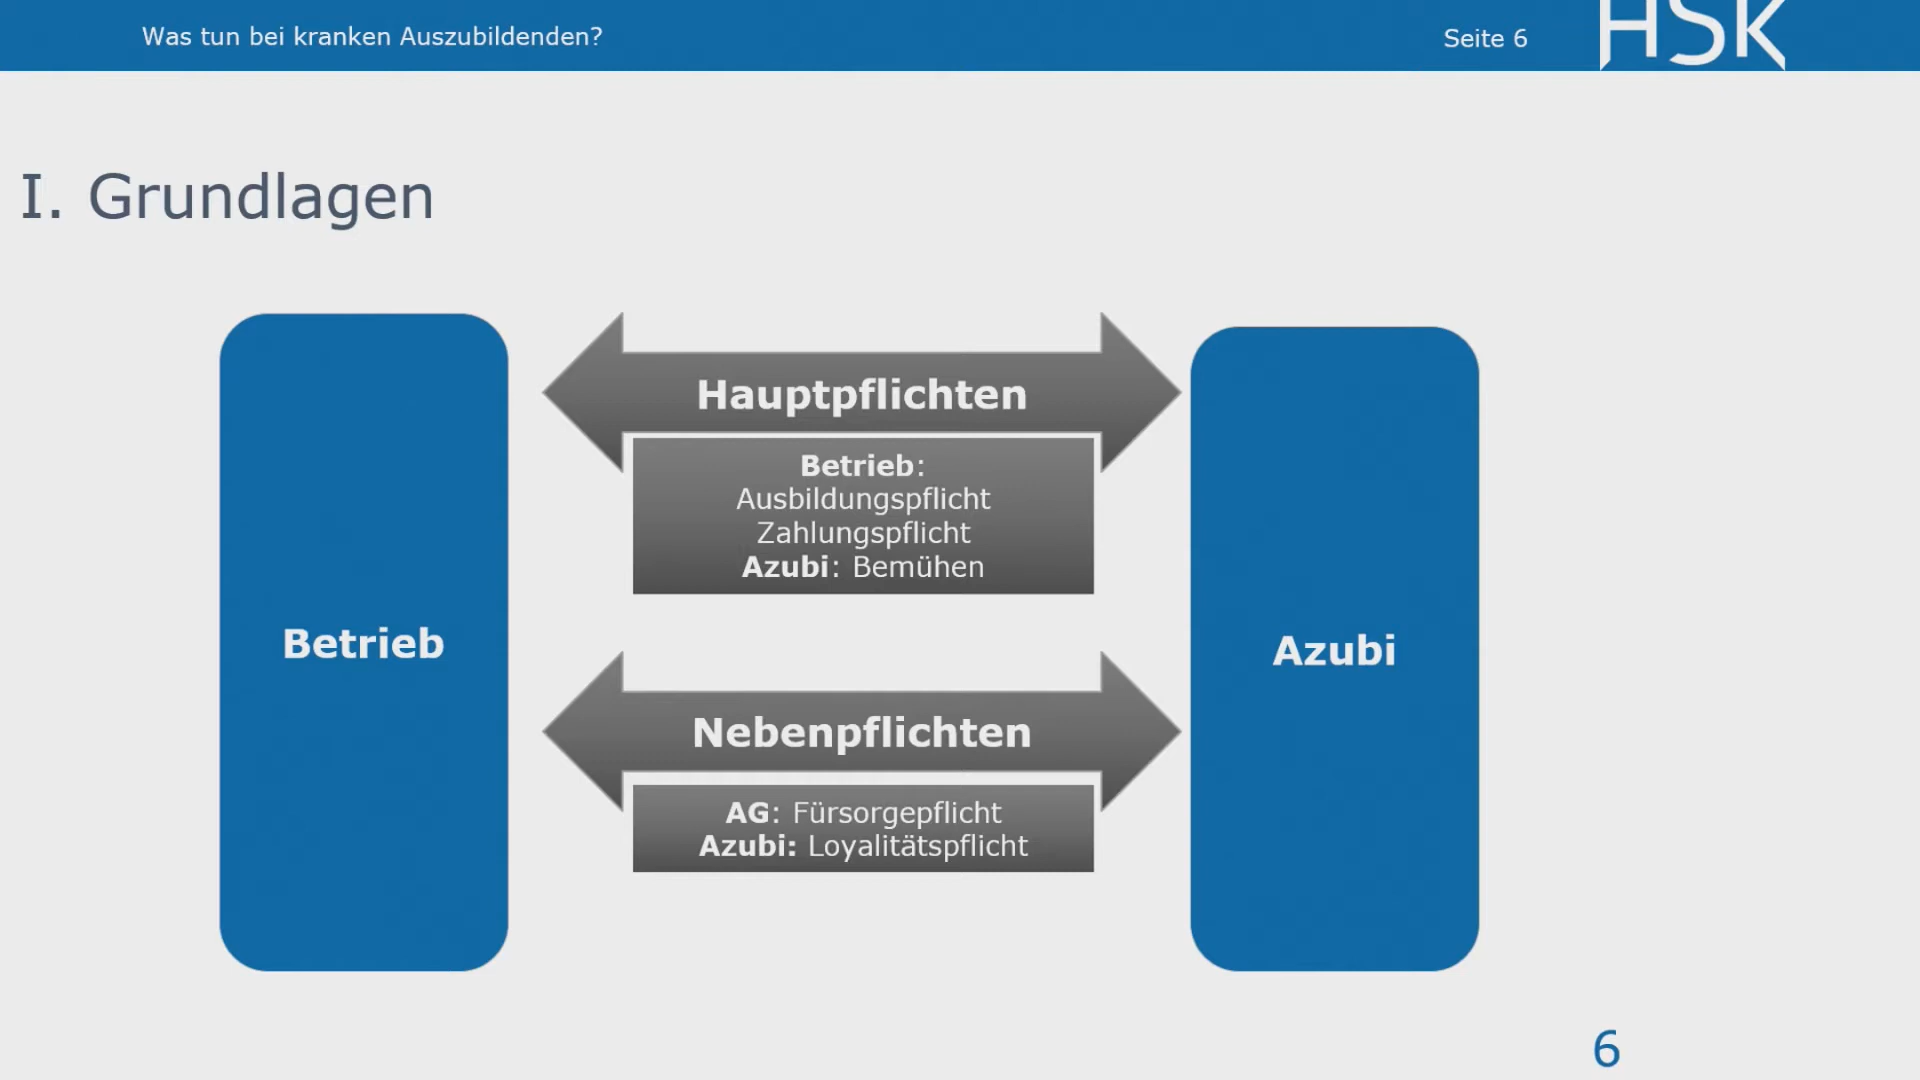 Was tun bei kranken Auszubildenden?
Seite 6
HSK
I. Grundlagen
Betrieb
Hauptpflichten
Betrieb:
Ausbildungspflicht
Zahlungspflicht
Azubi: Bemühen
Nebenpflichten
AG: Fürsorgepflicht
Azubi: Loyalitätspflicht
Azubi
6